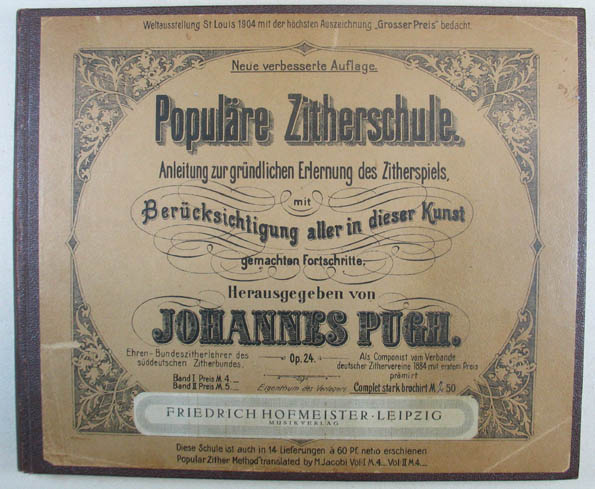 Weltausstellung St Louis 1904 mit der höchsten Auszeichnung „Grosser Preis" bedacht.
Neue verbesserte Auflage.
Populäre Zitherschule.
Anleitung zur gründlichen Erlernung des Zitherspiels,
mit
Berücksichtigung aller in dieser Kunst
gemachten Fortschritte.
Herausgegeben von
JOHANNES PUGH.
Ehren-Bundeszitherlehrer des
süddeutschen Zitherbundes.
Op. 24.
Als Componist vom Verbande
deutscher Zithervereine 1884 mit erstem Preis
prämiirt
Band I Preis M. 4._
Band II Preis M. 5._
Eigenthum des Verlegers
Complet stark brochirt M. 50
FRIEDRICH HOFMEISTER · LEIPZIG
MUSIKVERLAG
Diese Schule ist auch in 14 Lieferungen à 60 Pf. netto erschienen
Popular Zither Method translated by M. Jacobi Vol. I M. 4._ Vol. II M. 4._